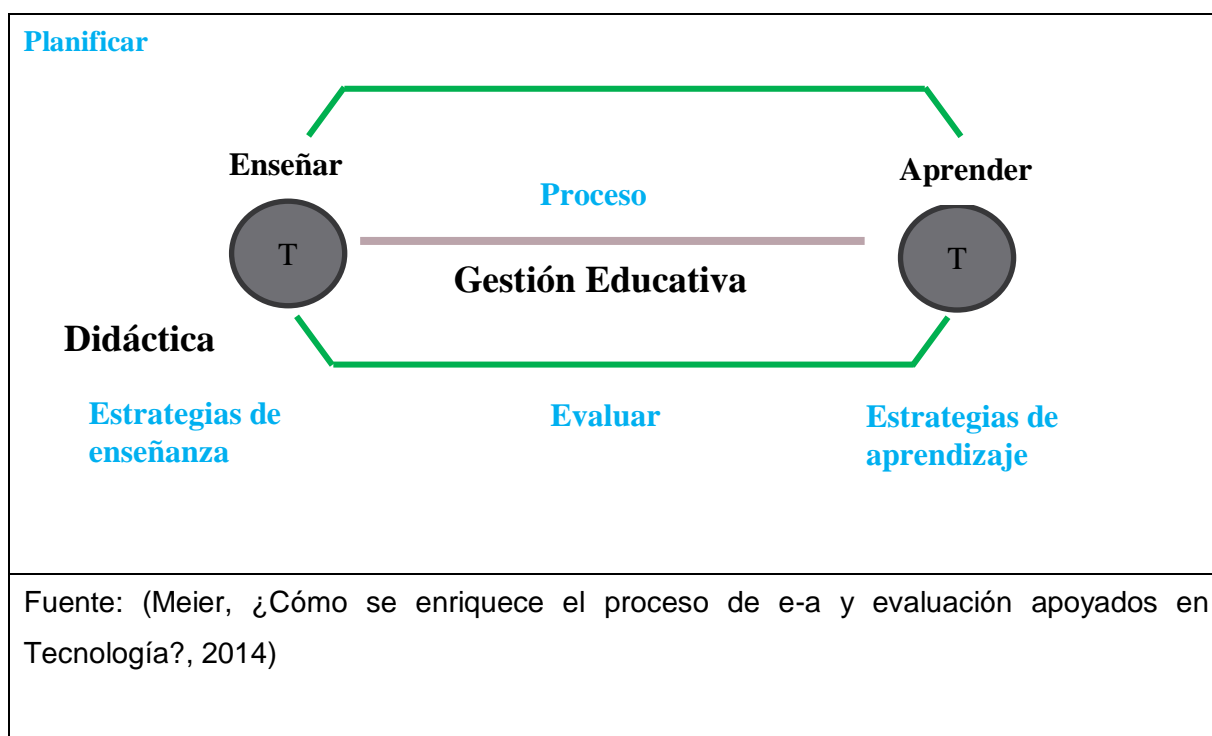 Planificar
Enseñar
Aprender
Proceso
T
T
Gestión Educativa
Didáctica
Estrategias de
enseñanza
Evaluar
Estrategias de
aprendizaje
Fuente: (Meier, ¿Cómo se enriquece el proceso de e-a y evaluación apoyados en
Tecnología?, 2014)